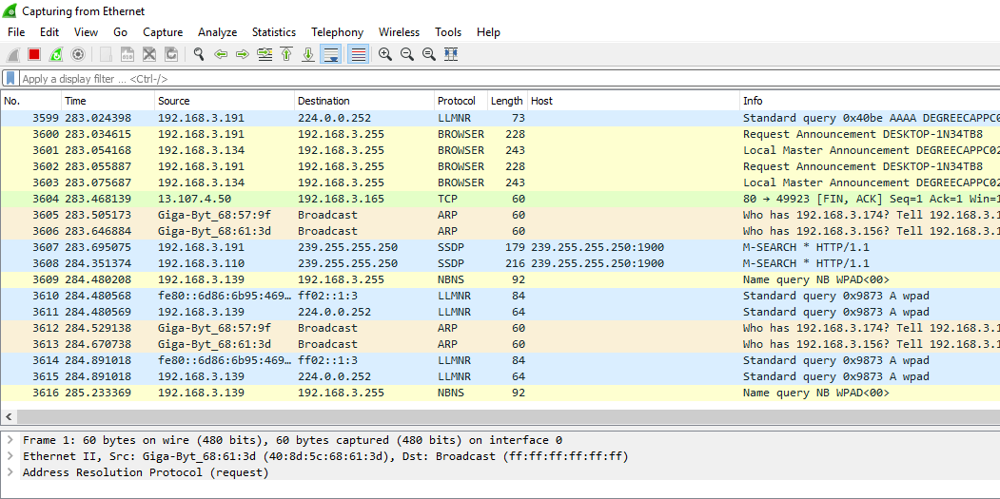 Capturing from Ethernet
File Edit View Go Capture Analyze Statistics Telephony Wireless Tools Help
Apply a display filter ... <Ctrl-/>
No. Time Source Destination Protocol Length Host Info
3599 283.024398 192.168.3.191 224.0.0.252 LLMNR 73 Standard query 0x40be AAAA DEGREECAPPC0
3600 283.034615 192.168.3.191 192.168.3.255 BROWSER 228 Request Announcement DESKTOP-1N34TB8
3601 283.054168 192.168.3.134 192.168.3.255 BROWSER 243 Local Master Announcement DEGREECAPPC02
3602 283.055887 192.168.3.191 192.168.3.255 BROWSER 228 Request Announcement DESKTOP-1N34TB8
3603 283.075687 192.168.3.134 192.168.3.255 BROWSER 243 Local Master Announcement DEGREECAPPC02
3604 283.468139 13.107.4.50 192.168.3.165 TCP 60 80 → 49923 [FIN, ACK] Seq=1 Ack=1 Win=1
3605 283.505173 Giga-Byt_68:57:9f Broadcast ARP 60 Who has 192.168.3.174? Tell 192.168.3.1
3606 283.646884 Giga-Byt_68:61:3d Broadcast ARP 60 Who has 192.168.3.156? Tell 192.168.3.1
3607 283.695075 192.168.3.191 239.255.255.250 SSDP 179 239.255.255.250:1900 M-SEARCH * HTTP/1.1
3608 284.351374 192.168.3.110 239.255.255.250 SSDP 216 239.255.255.250:1900 M-SEARCH * HTTP/1.1
3609 284.480208 192.168.3.139 192.168.3.255 NBNS 92 Name query NB WPAD<00>
3610 284.480568 fe80::6d86:6b95:469… ff02::1:3 LLMNR 84 Standard query 0x9873 A wpad
3611 284.480569 192.168.3.139 224.0.0.252 LLMNR 64 Standard query 0x9873 A wpad
3612 284.529138 Giga-Byt_68:57:9f Broadcast ARP 60 Who has 192.168.3.174? Tell 192.168.3.1
3613 284.670738 Giga-Byt_68:61:3d Broadcast ARP 60 Who has 192.168.3.156? Tell 192.168.3.1
3614 284.891018 fe80::6d86:6b95:469… ff02::1:3 LLMNR 84 Standard query 0x9873 A wpad
3615 284.891018 192.168.3.139 224.0.0.252 LLMNR 64 Standard query 0x9873 A wpad
3616 285.233369 192.168.3.139 192.168.3.255 NBNS 92 Name query NB WPAD<00>
Frame 1: 60 bytes on wire (480 bits), 60 bytes captured (480 bits) on interface 0
Ethernet II, Src: Giga-Byt_68:61:3d (40:8d:5c:68:61:3d), Dst: Broadcast (ff:ff:ff:ff:ff:ff)
Address Resolution Protocol (request)